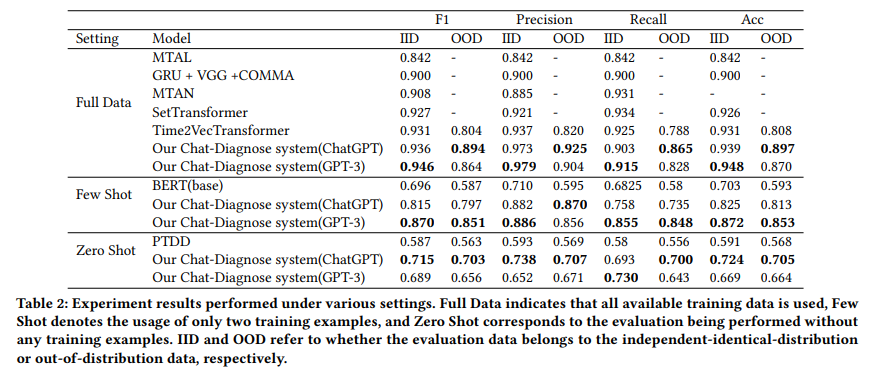 F1 Precision Recall Acc
Setting Model IID OOD IID OOD IID OOD IID OOD
Full Data
MTAL 0.842 - 0.842 - 0.842 - 0.842 -
GRU + VGG +COMMA 0.900 - 0.900 - 0.900 - 0.900 -
MTAN 0.908 - 0.885 - 0.931 - - -
SetTransformer 0.927 - 0.921 - 0.934 - 0.926 -
Time2VecTransformer 0.931 0.804 0.937 0.820 0.925 0.788 0.931 0.808
Our Chat-Diagnose system(ChatGPT) 0.936 0.894 0.973 0.925 0.903 0.865 0.939 0.897
Our Chat-Diagnose system(GPT-3) 0.946 0.864 0.979 0.904 0.915 0.828 0.948 0.870
Few Shot
BERT(base) 0.696 0.587 0.710 0.595 0.6825 0.58 0.703 0.593
Our Chat-Diagnose system(ChatGPT) 0.815 0.797 0.882 0.870 0.758 0.735 0.825 0.813
Our Chat-Diagnose system(GPT-3) 0.870 0.851 0.886 0.856 0.855 0.848 0.872 0.853
Zero Shot
PTDD 0.587 0.563 0.593 0.569 0.58 0.556 0.591 0.568
Our Chat-Diagnose system(ChatGPT) 0.715 0.703 0.738 0.707 0.693 0.700 0.724 0.705
Our Chat-Diagnose system(GPT-3) 0.689 0.656 0.652 0.671 0.730 0.643 0.669 0.664
Table 2: Experiment results performed under various settings. Full Data indicates that all available training data is used, Few
Shot denotes the usage of only two training examples, and Zero Shot corresponds to the evaluation being performed without
any training examples. IID and OOD refer to whether the evaluation data belongs to the independent-identical-distribution
or out-of-distribution data, respectively.